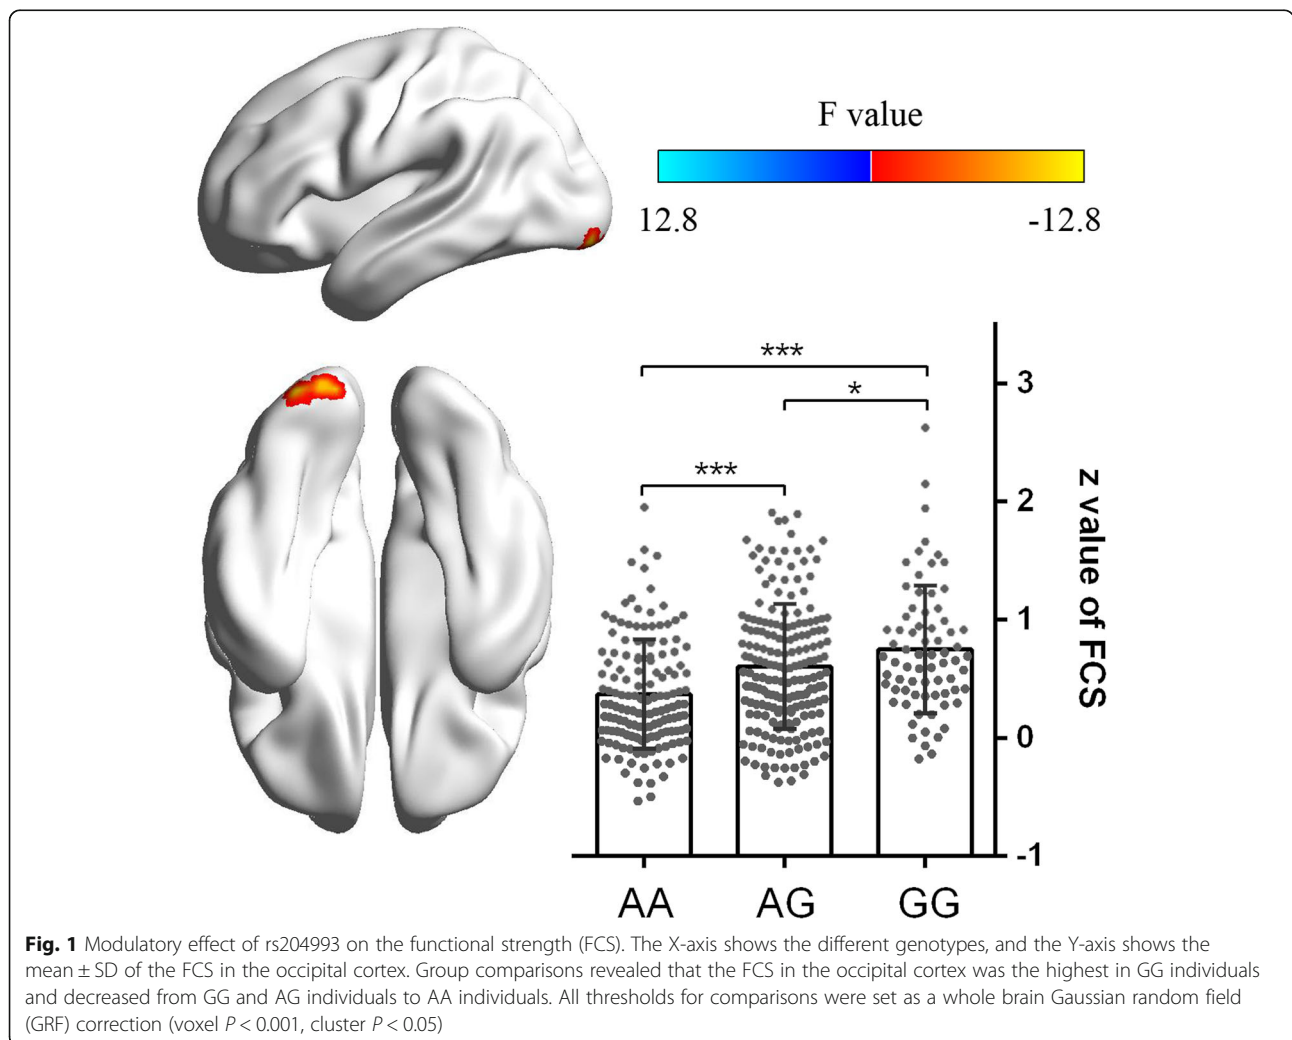 F value
12.8
-12.8
***
*
***
3
2
1
0
-1
z value of FCS
AA
AG
GG
Fig. 1 Modulatory effect of rs204993 on the functional strength (FCS). The X-axis shows the different genotypes, and the Y-axis shows the
mean ± SD of the FCS in the occipital cortex. Group comparisons revealed that the FCS in the occipital cortex was the highest in GG individuals
and decreased from GG and AG individuals to AA individuals. All thresholds for comparisons were set as a whole brain Gaussian random field
(GRF) correction (voxel P < 0.001, cluster P < 0.05)